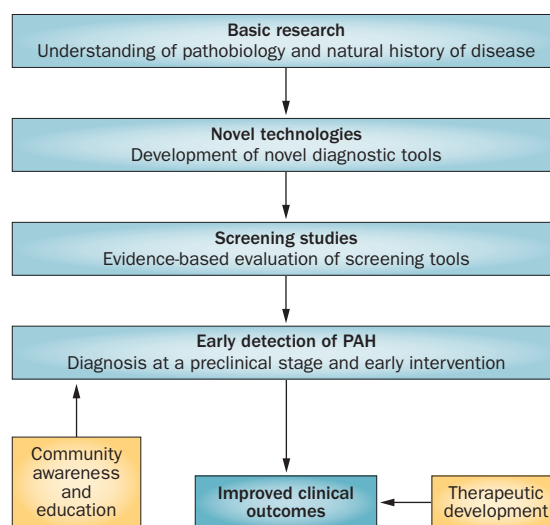 Basic research
Understanding of pathobiology and natural history of disease
Novel technologies
Development of novel diagnostic tools
Screening studies
Evidence-based evaluation of screening tools
Early detection of PAH
Diagnosis at a preclinical stage and early intervention
Community
awareness
and
education
Improved clinical
outcomes
Therapeutic
development